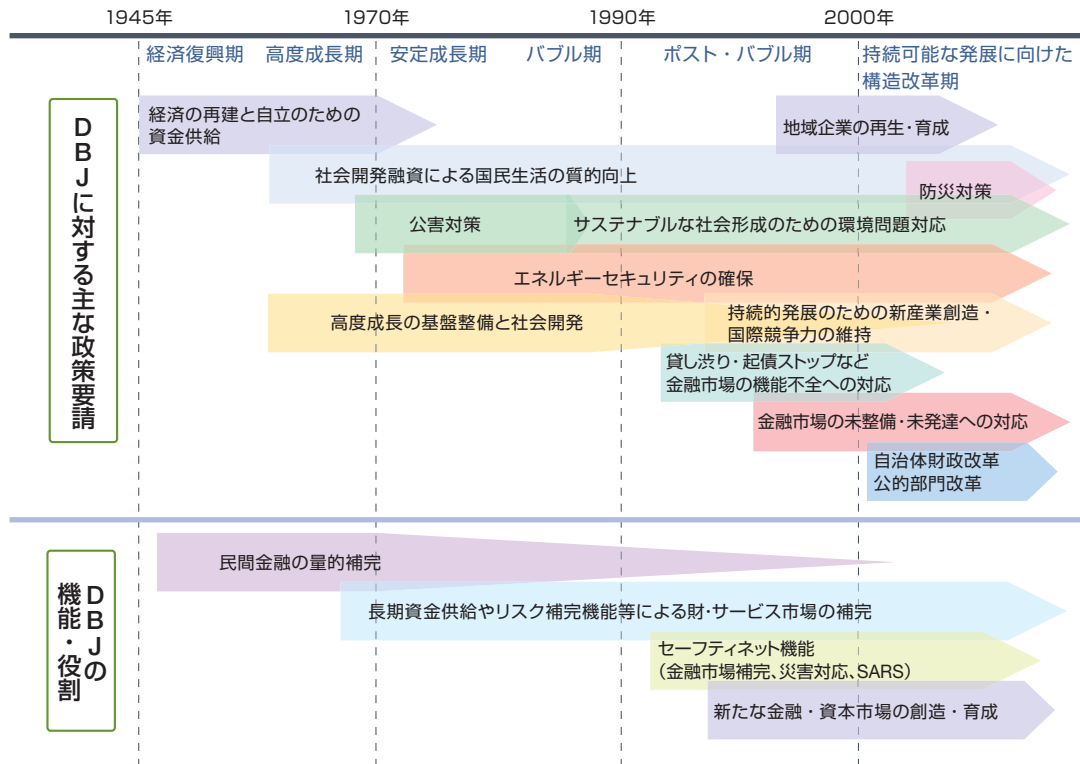 1945年 1970年 1990年 2000年
経済復興期 高度成長期 安定成長期 バブル期 ポスト・バブル期 持続可能な発展に向けた
構造改革期
DBJに対する主な政策要請
経済の再建と自立のための
資金供給
地域企業の再生・育成
社会開発融資による国民生活の質的向上
防災対策
公害対策
サステナブルな社会形成のための環境問題対応
エネルギーセキュリティの確保
高度成長の基盤整備と社会開発
持続的発展のための新産業創造・
国際競争力の維持
貸し渋り・起債ストップなど
金融市場の機能不全への対応
金融市場の未整備・未発達への対応
自治体財政改革
公的部門改革
DBJの
機能・役割
民間金融の量的補完
長期資金供給やリスク補完機能等による財・サービス市場の補完
セーフティネット機能
（金融市場補完、災害対応、SARS）
新たな金融・資本市場の創造・育成